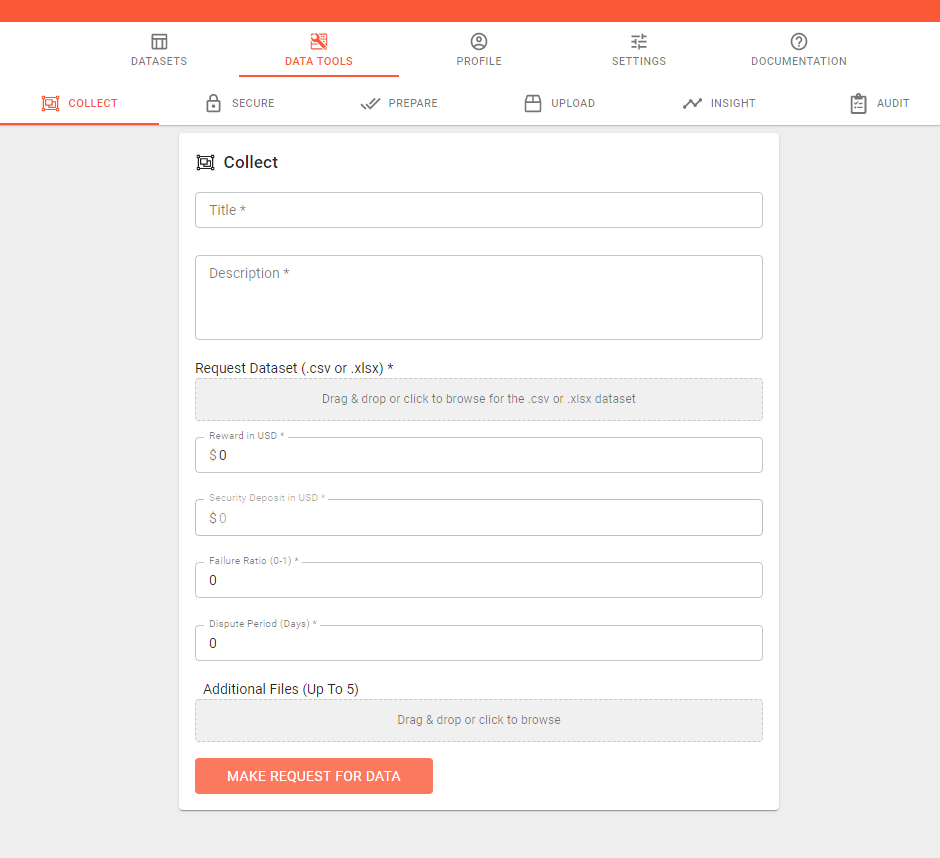 DATASETS
DATA TOOLS
PROFILE
SETTINGS
DOCUMENTATION
COLLECT
SECURE
PREPARE
UPLOAD
INSIGHT
AUDIT
Collect
Title *
Description *
Request Dataset (.csv or .xlsx) *
Drag & drop or click to browse for the .csv or .xlsx dataset
Reward in USD *
$ 0
Security Deposit in USD *
$ 0
Failure Ratio (0-1) *
0
Dispute Period (Days) *
0
Additional Files (Up To 5)
Drag & drop or click to browse
MAKE REQUEST FOR DATA